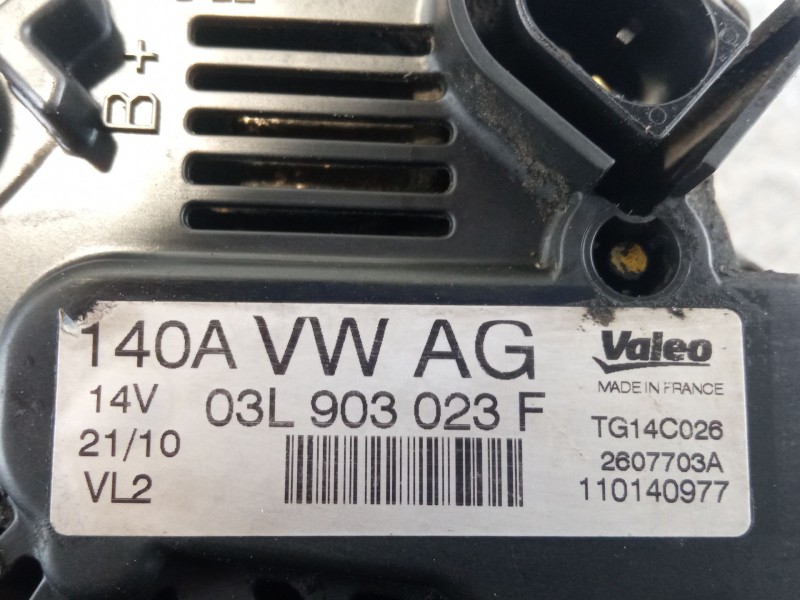 B+
140A VW AG
14V 03L 903 023 F
21/10
VL2
Valeo
MADE IN FRANCE
TG14C026
2607703A
110140977